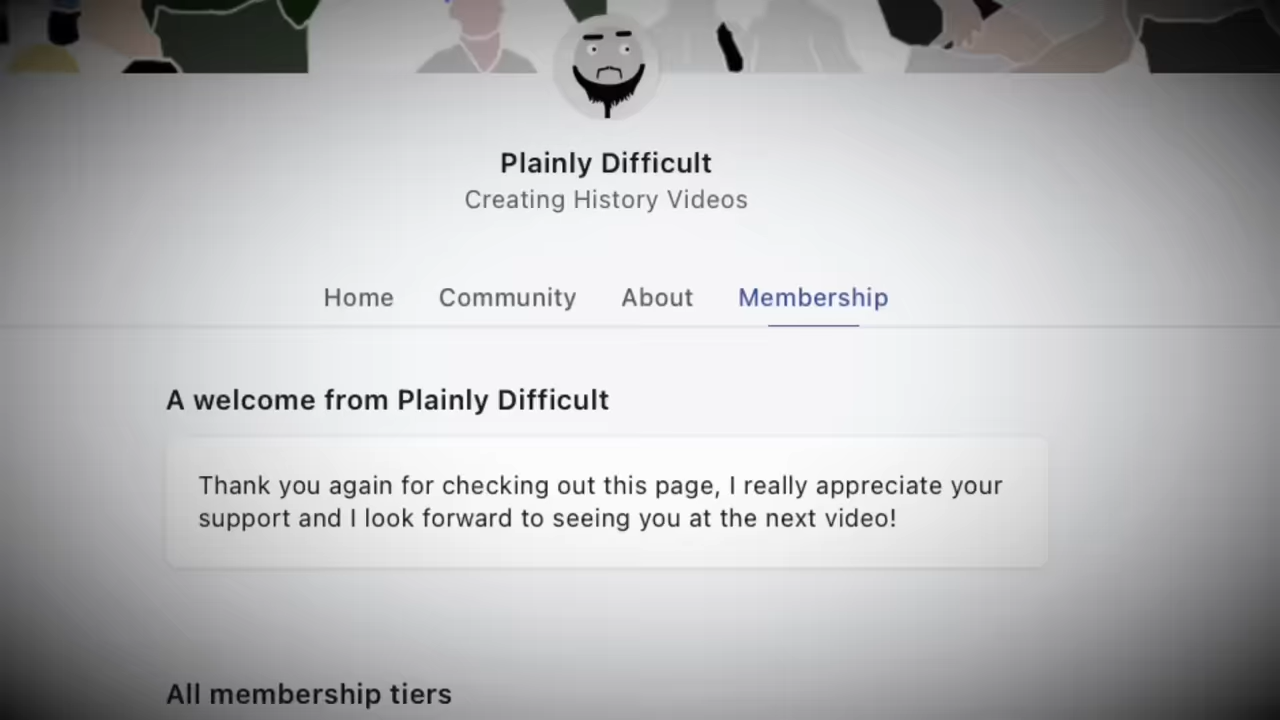 Plainly Difficult
Creating History Videos
Home Community About Membership
A welcome from Plainly Difficult
Thank you again for checking out this page, I really appreciate your
support and I look forward to seeing you at the next video!
All membership tiers